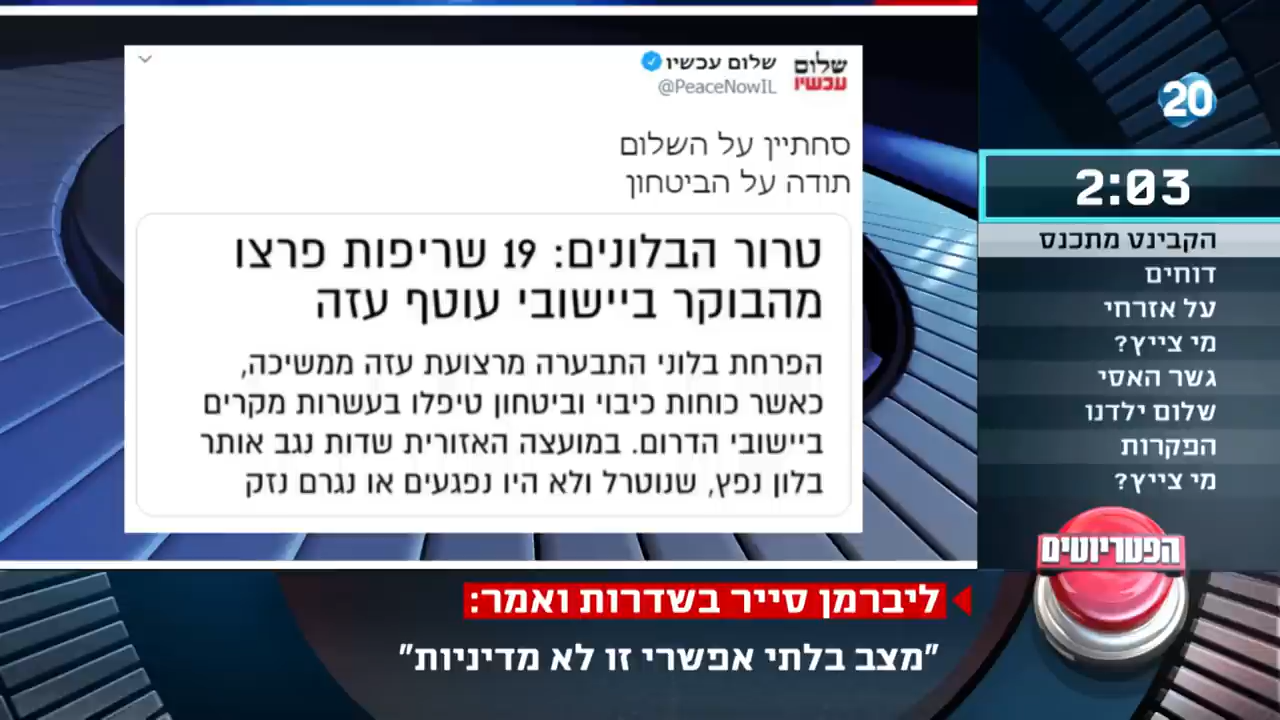 שלום עכשיו
@PeaceNowIL
שלום
עכשיו
סחתיין על השלום
תודה על הביטחון
טרור הבלונים: 19 שריפות פרצו
מהבוקר ביישובי עוטף עזה
הפרחת בלוני התבערה מרצועת עזה ממשיכה,
כאשר כוחות כיבוי וביטחון טיפלו בעשרות מקרים
ביישובי הדרום. במועצה האזורית שדות נגב אותר
בלון נפץ, שנוטרל ולא היו נפגעים או נגרם נזק
20
2:03
הקבינט מתכנס
דוחים
על אזרחי
מי צייץ?
גשר האסי
שלום ילדנו
הפקרות
מי צייץ?
הפטריוטים
ליברמן סייר בשדרות ואמר:
"מצב בלתי אפשרי זו לא מדיניות"